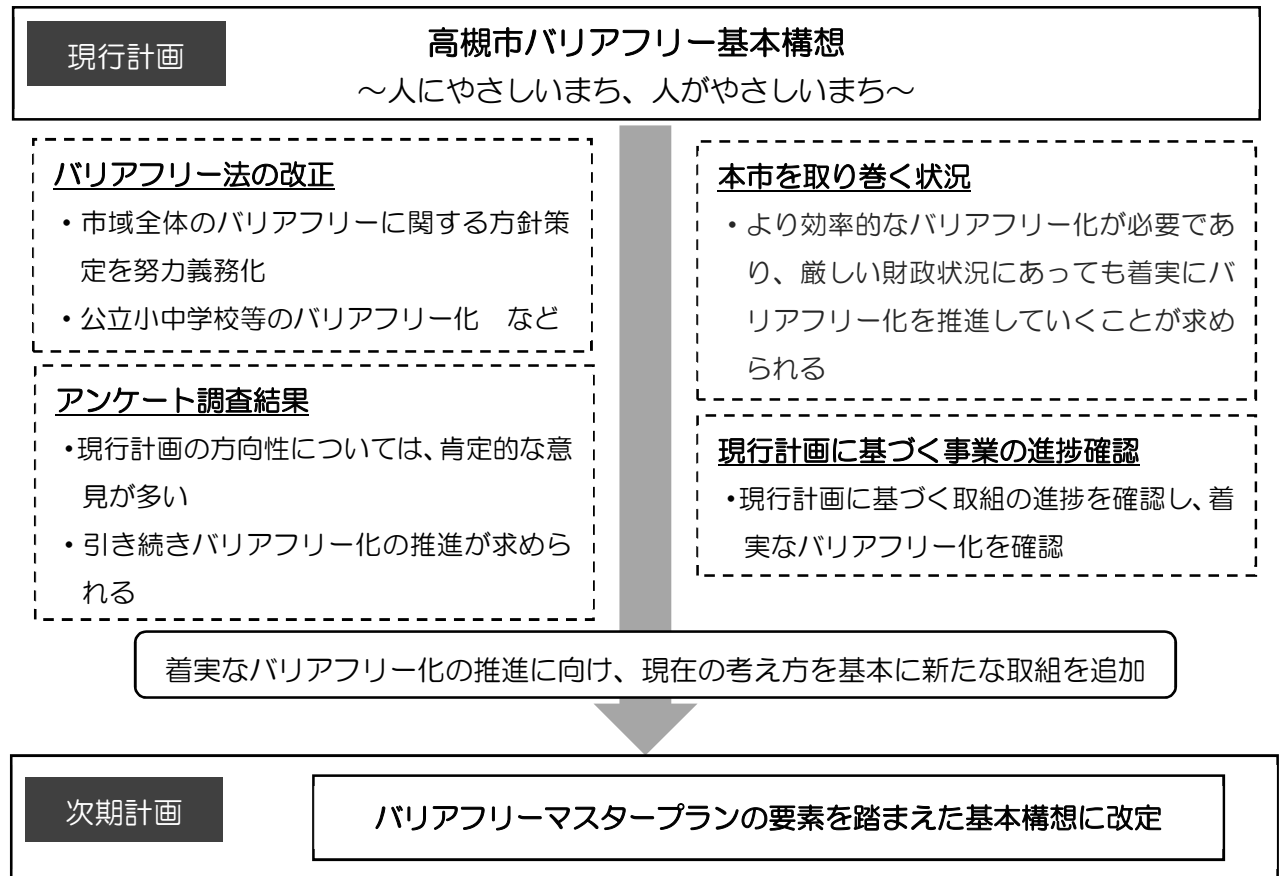 現行計画
高槻市バリアフリー基本構想
～人にやさしいまち、人がやさしいまち～
バリアフリー法の改正
・市域全体のバリアフリーに関する方針策
定を努力義務化
・公立小中学校等のバリアフリー化　など
アンケート調査結果
・現行計画の方向性については、肯定的な意
見が多い
・引き続きバリアフリー化の推進が求めら
れる
本市を取り巻く状況
・より効率的なバリアフリー化が必要であ
り、厳しい財政状況にあっても着実にバ
リアフリー化を推進していくことが求め
られる
現行計画に基づく事業の進捗確認
・現行計画に基づく取組の進捗を確認し、着
実なバリアフリー化を確認
着実なバリアフリー化の推進に向け、現在の考え方を基本に新たな取組を追加
次期計画
バリアフリーマスタープランの要素を踏まえた基本構想に改定